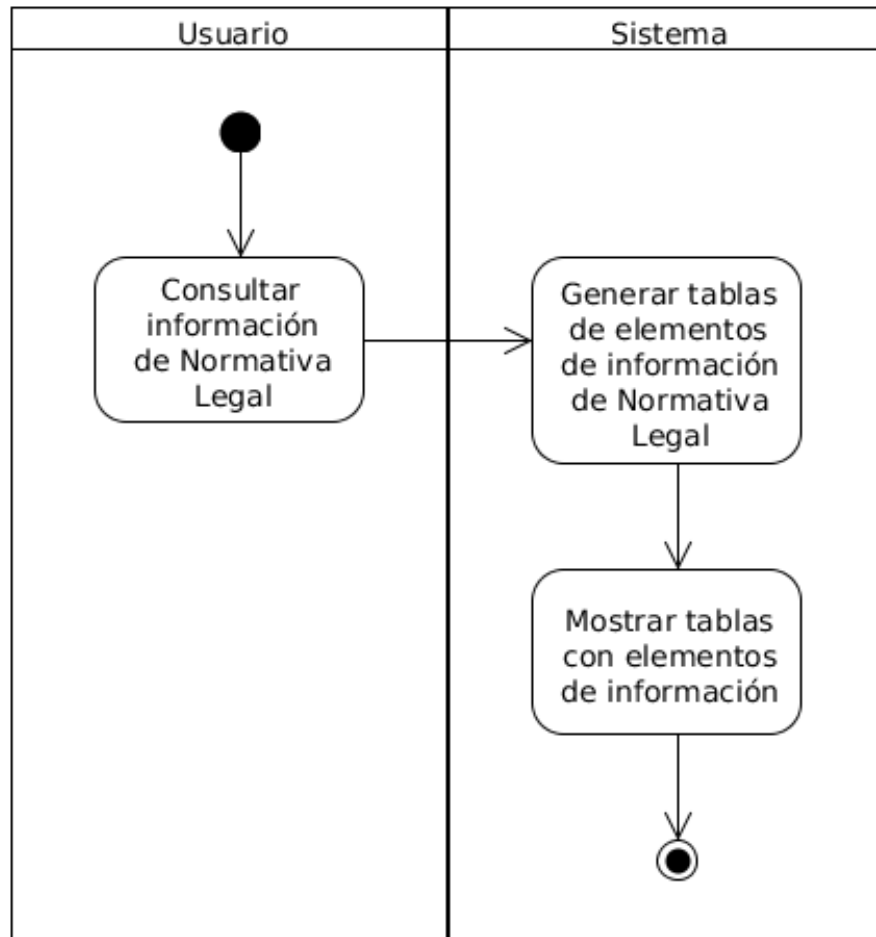 Usuario
Sistema
Consultar
información
de Normativa
Legal
Generar tablas
de elementos
de información
de Normativa
Legal
Mostrar tablas
con elementos
de información